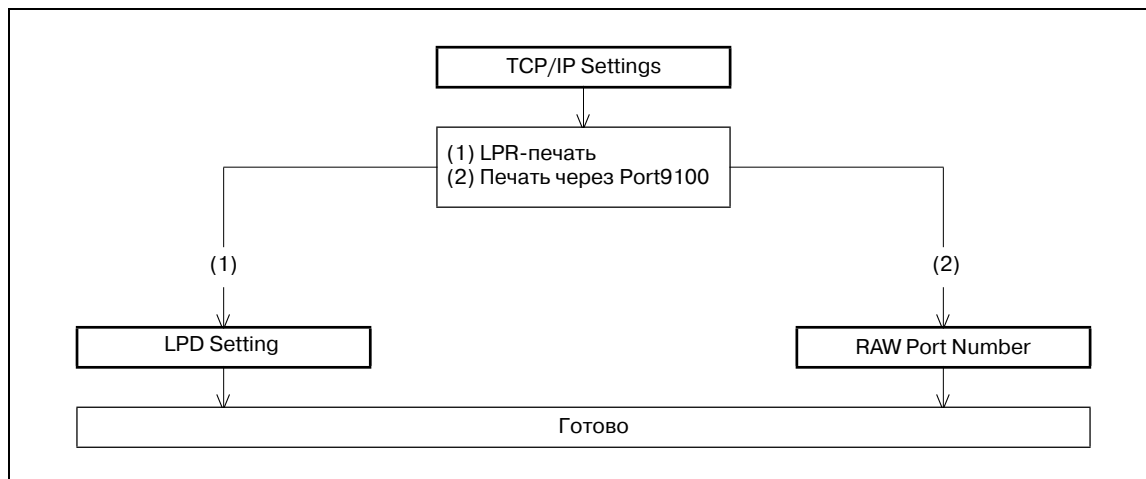 TCP/IP Settings
(1) LPR-печать
(2) Печать через Port9100
(1)
(2)
LPD Setting
RAW Port Number
Готово